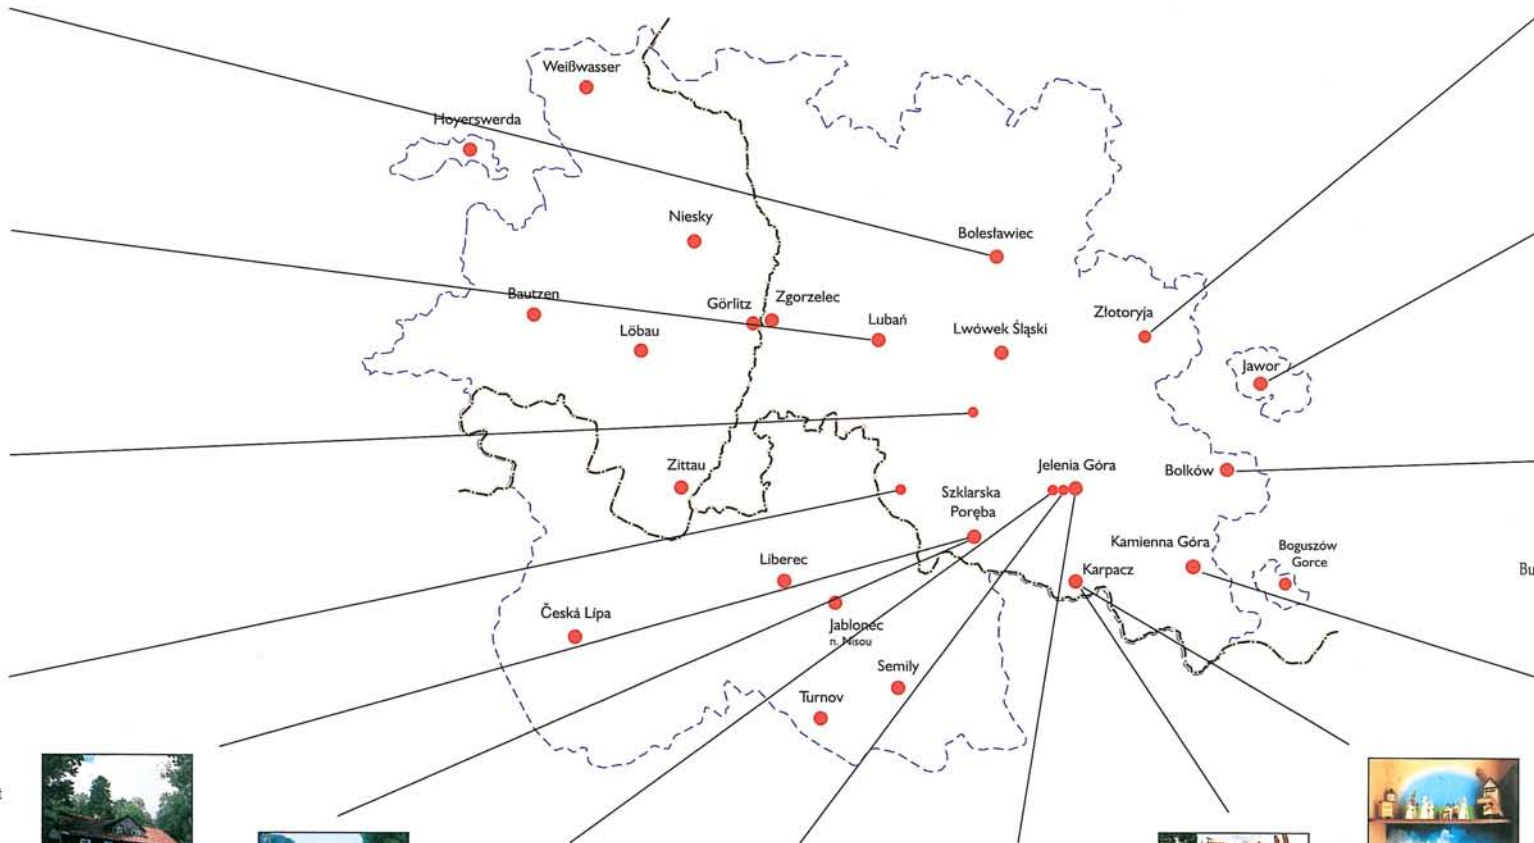 Weißwasser
Hoyerswerda
Niesky
Bolesławiec
Bautzen
Görlitz
Zgorzelec
Löbau
Lubań
Lwówek Śląski
Złotoryja
Jawor
Zittau
Jelenia Góra
Bolków
Szklarska
Poręba
Kamienna Góra
Boguszów
Gorce
Liberec
Karpacz
Bu
Česká Lípa
Jablonec
n. Nisou
Semily
Turnov
t